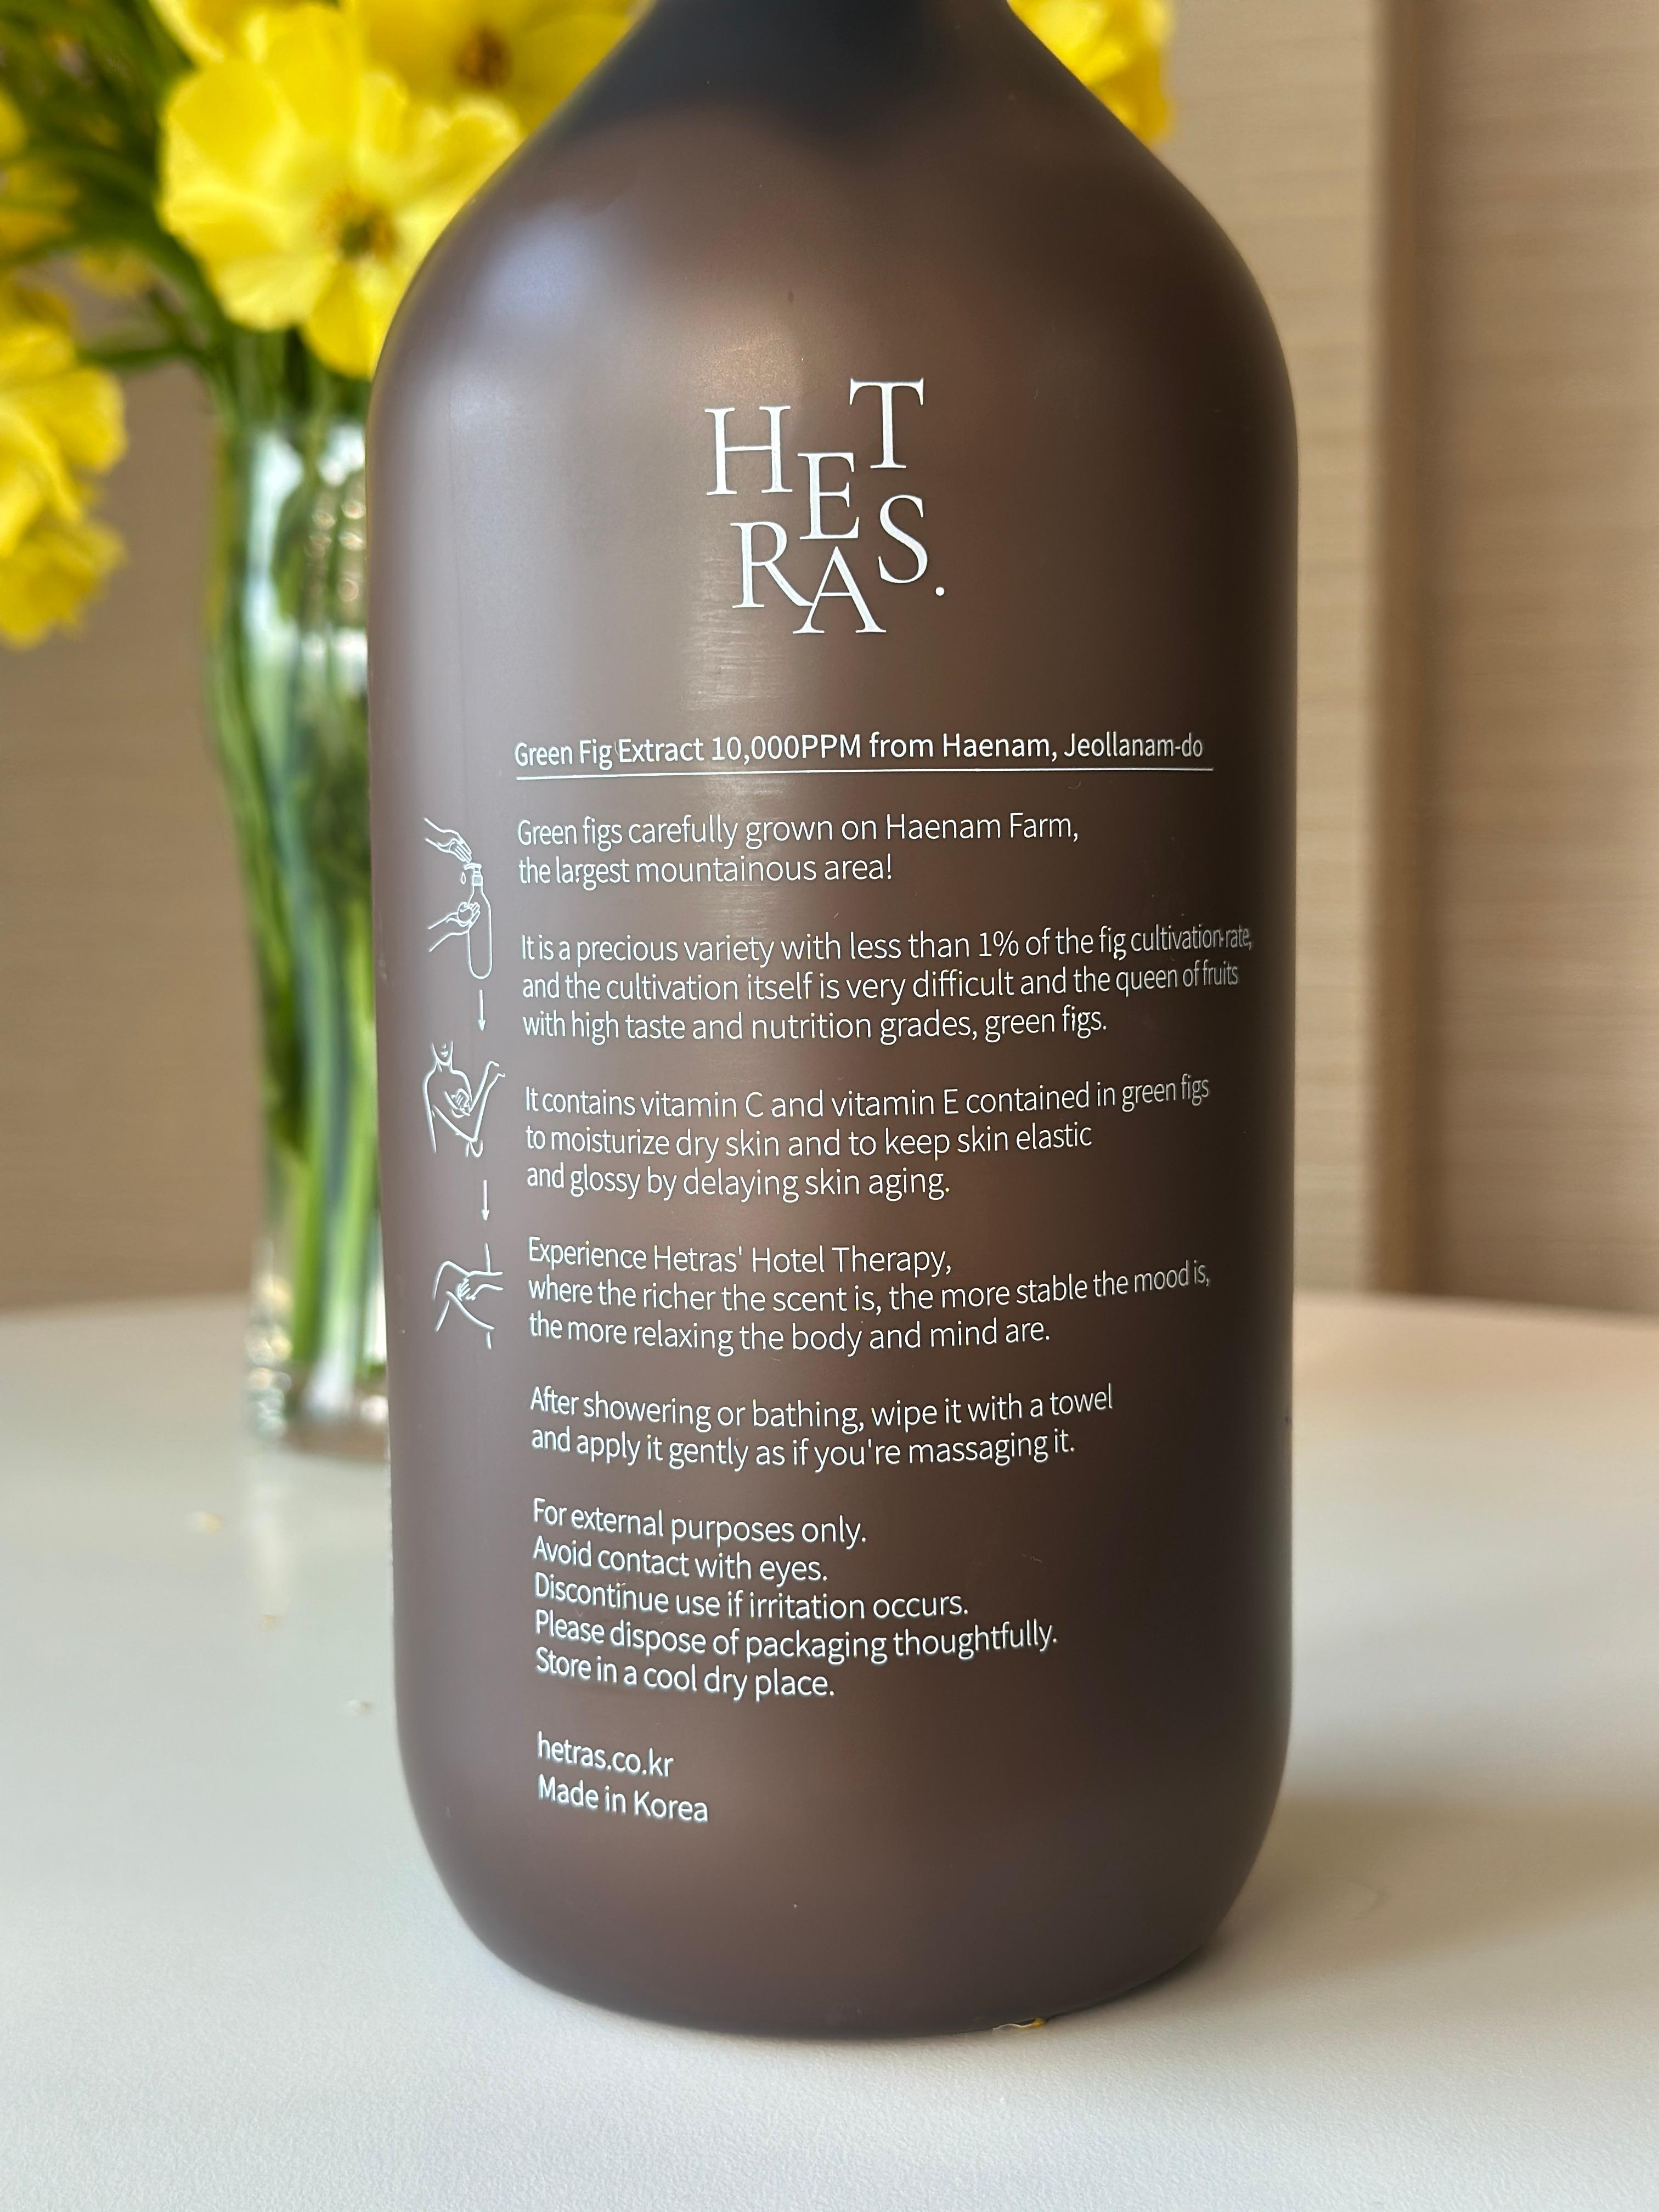 HETRAS.
Green Fig Extract 10,000PPM from Haenam, Jeollanam-do
Green figs carefully grown on Haenam Farm,
the largest mountainous area!
It is a precious variety with less than 1% of the fig cultivation rate,
and the cultivation itself is very difficult and the queen of fruits
with high taste and nutrition grades, green figs.
It contains vitamin C and vitamin E contained in green figs
to moisturize dry skin and to keep skin elastic
and glossy by delaying skin aging.
Experience Hetras' Hotel Therapy,
where the richer the scent is, the more stable the mood is,
the more relaxing the body and mind are.
After showering or bathing, wipe it with a towel
and apply it gently as if you're massaging it.
For external purposes only.
Avoid contact with eyes.
Discontinue use if irritation occurs.
Please dispose of packaging thoughtfully.
Store in a cool dry place.
hetras.co.kr
Made in Korea